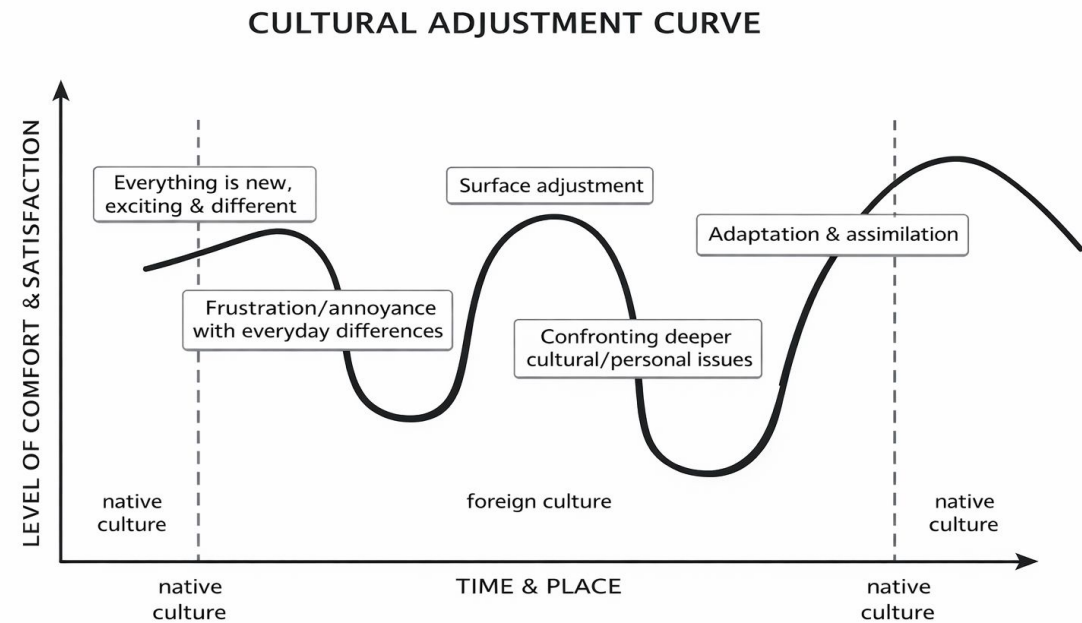 CULTURAL ADJUSTMENT CURVE
LEVEL OF COMFORT & SATISFACTION
Everything is new,
exciting & different
Surface adjustment
Adaptation & assimilation
Frustration/annoyance
with everyday differences
Confronting deeper
cultural/personal issues
native
culture
foreign culture
native
culture
native
culture
TIME & PLACE
native
culture